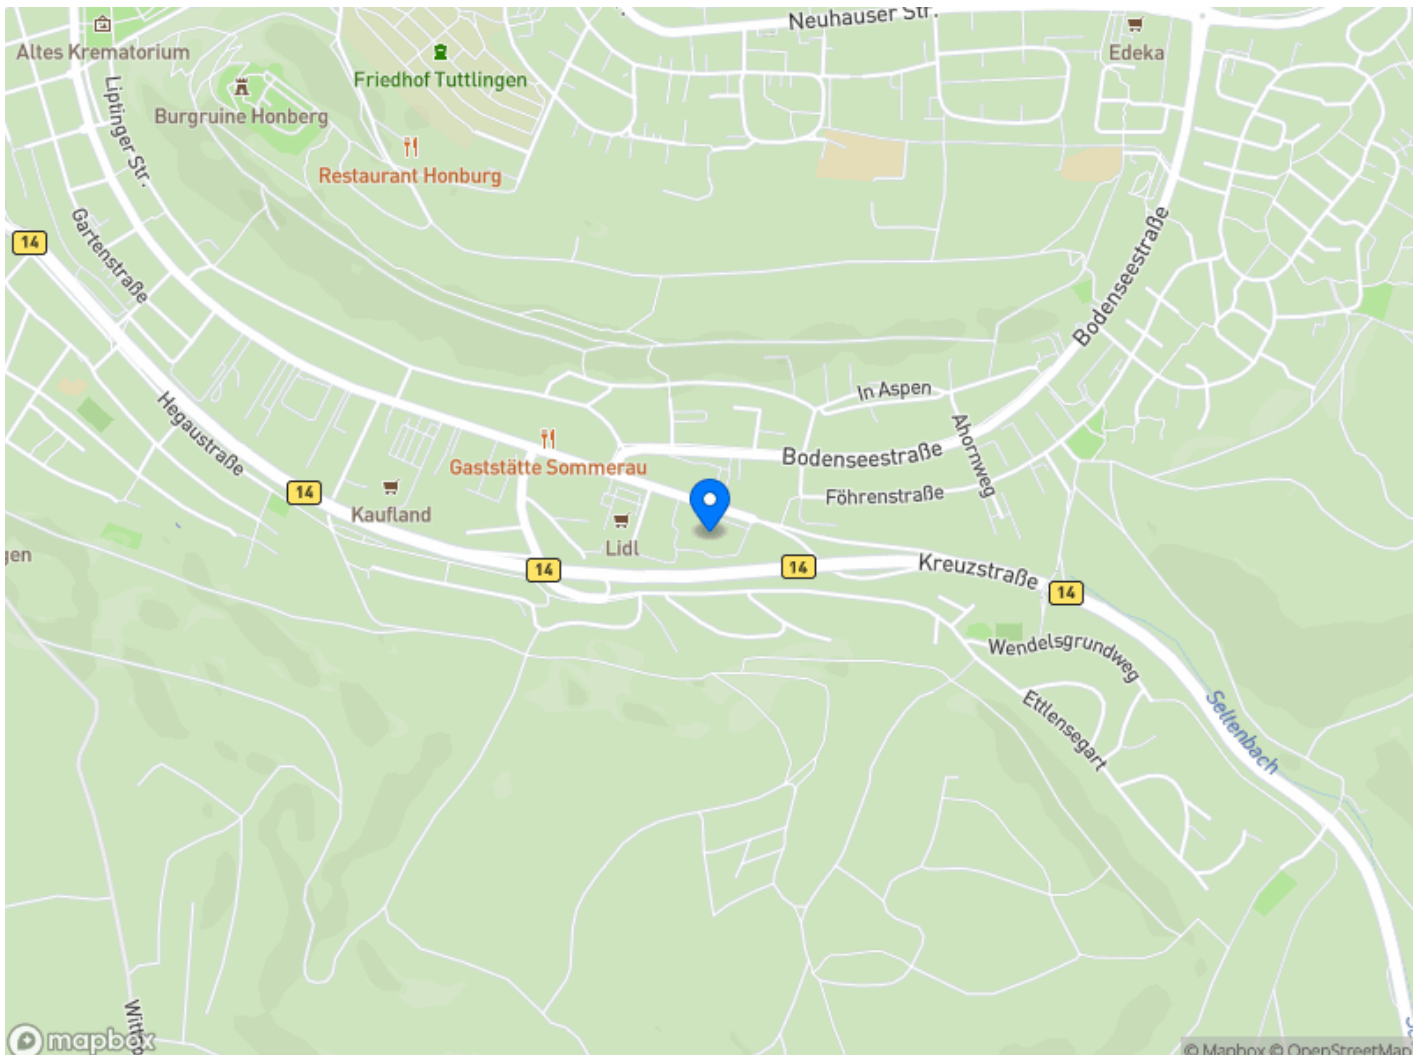 Neuhauser Str.
Edeka
Altes Krematorium
Friedhof Tuttlingen
Burgruine Honberg
Liptinger Str.
Restaurant Honburg
Gartenstraße
14
Bodenseestraße
In Aspen
Hegaustraße
Ahornweg
Gaststätte Sommerau
Bodenseestraße
14
Kaufland
Föhrenstraße
Lidl
gen
14
14
Kreuzstraße
14
Wendelsgrundweg
Ettlensegart
Seltenbach
mapbox
© Mapbox © OpenStreetMap